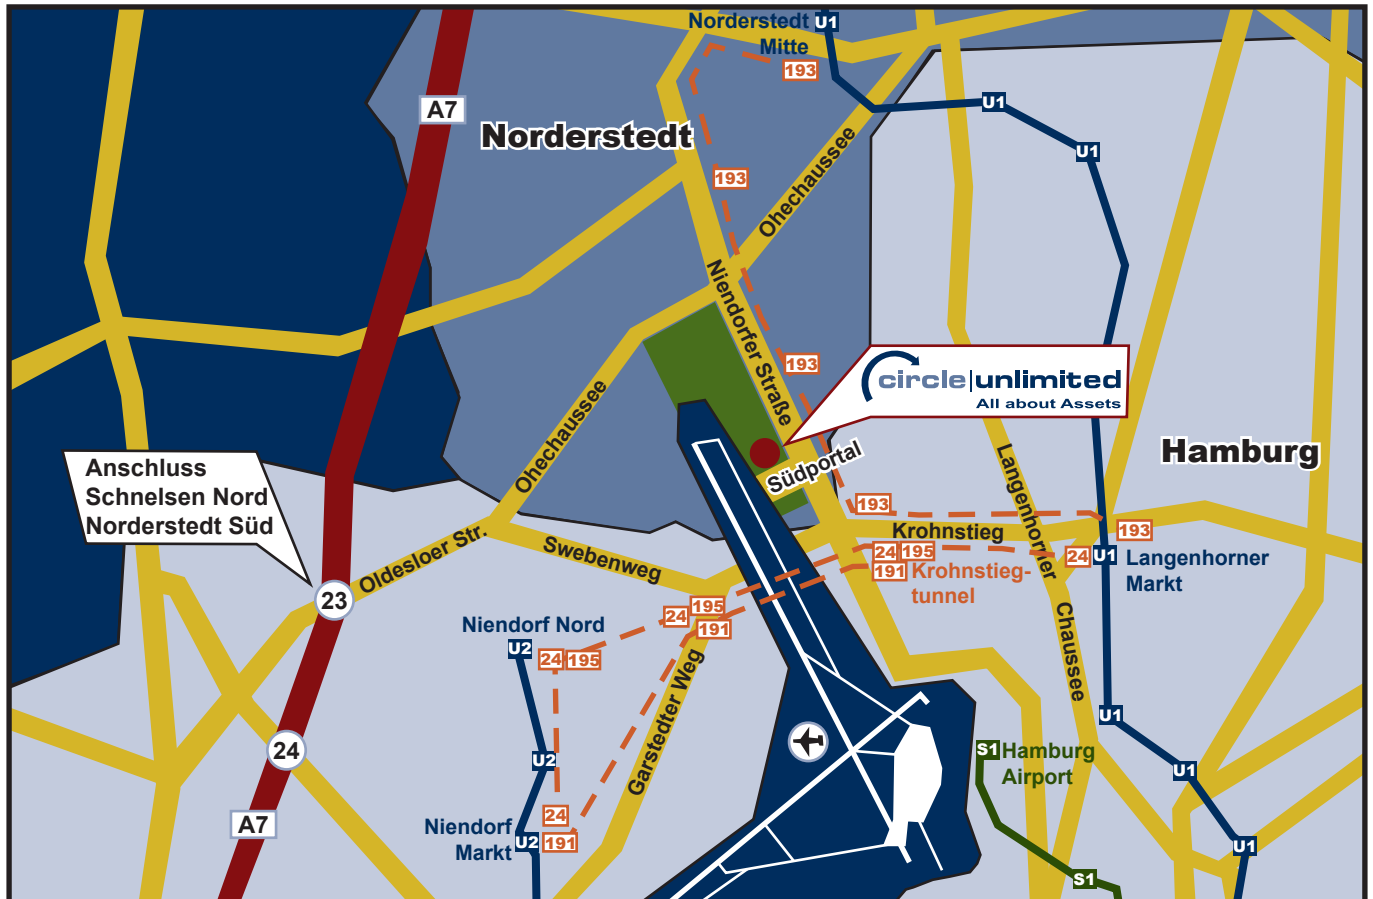 Norderstedt
Mitte
U1
193
A7
U1
Norderstedt
U1
Ohechaussee
193
Niendorfer Straße
193
circle|unlimited
All about Assets
Ohechaussee
Hamburg
Anschluss
Schnelsen Nord
Norderstedt Süd
Südportal
Langenhorner
Chaussee
193
Krohnstieg
193
Oldesloer Str.
Swebenweg
24
195
24
U1
Langenhorner
Markt
191
Krohnstieg-
tunnel
23
195
24
191
Niendorf Nord
U2
24
195
Garstedter Weg
U1
24
S1
Hamburg
Airport
U2
U1
A7
24
Niendorf
Markt
U2
191
U1
S1